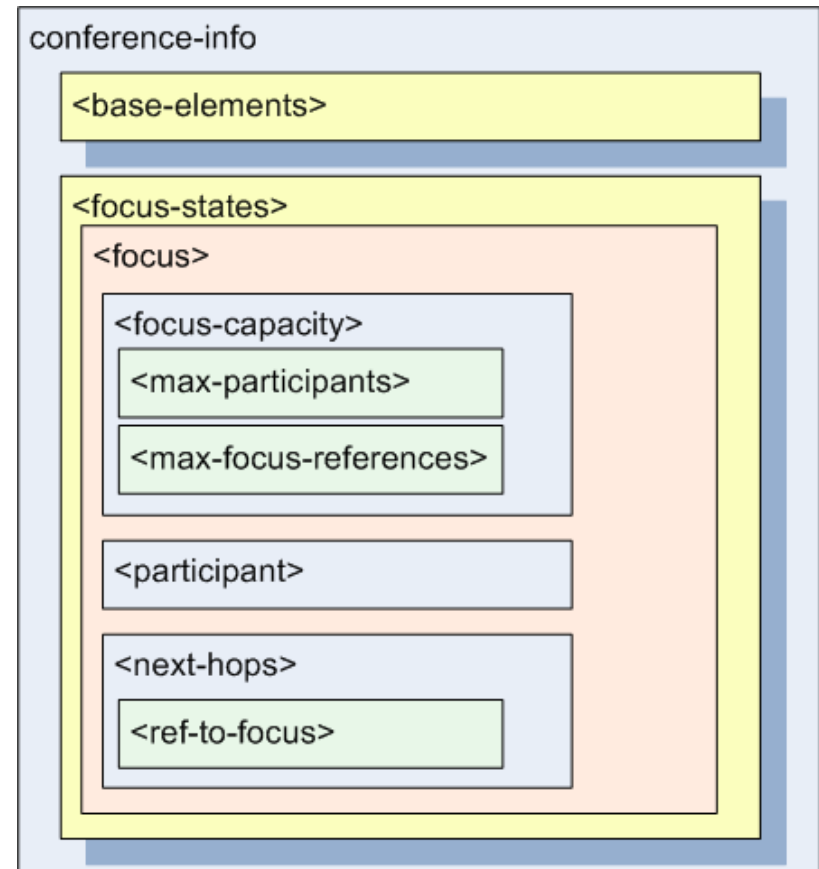 conference-info
<base-elements>
<focus-states>
<focus>
<focus-capacity>
<max-participants>
<max-focus-references>
<participant>
<next-hops>
<ref-to-focus>